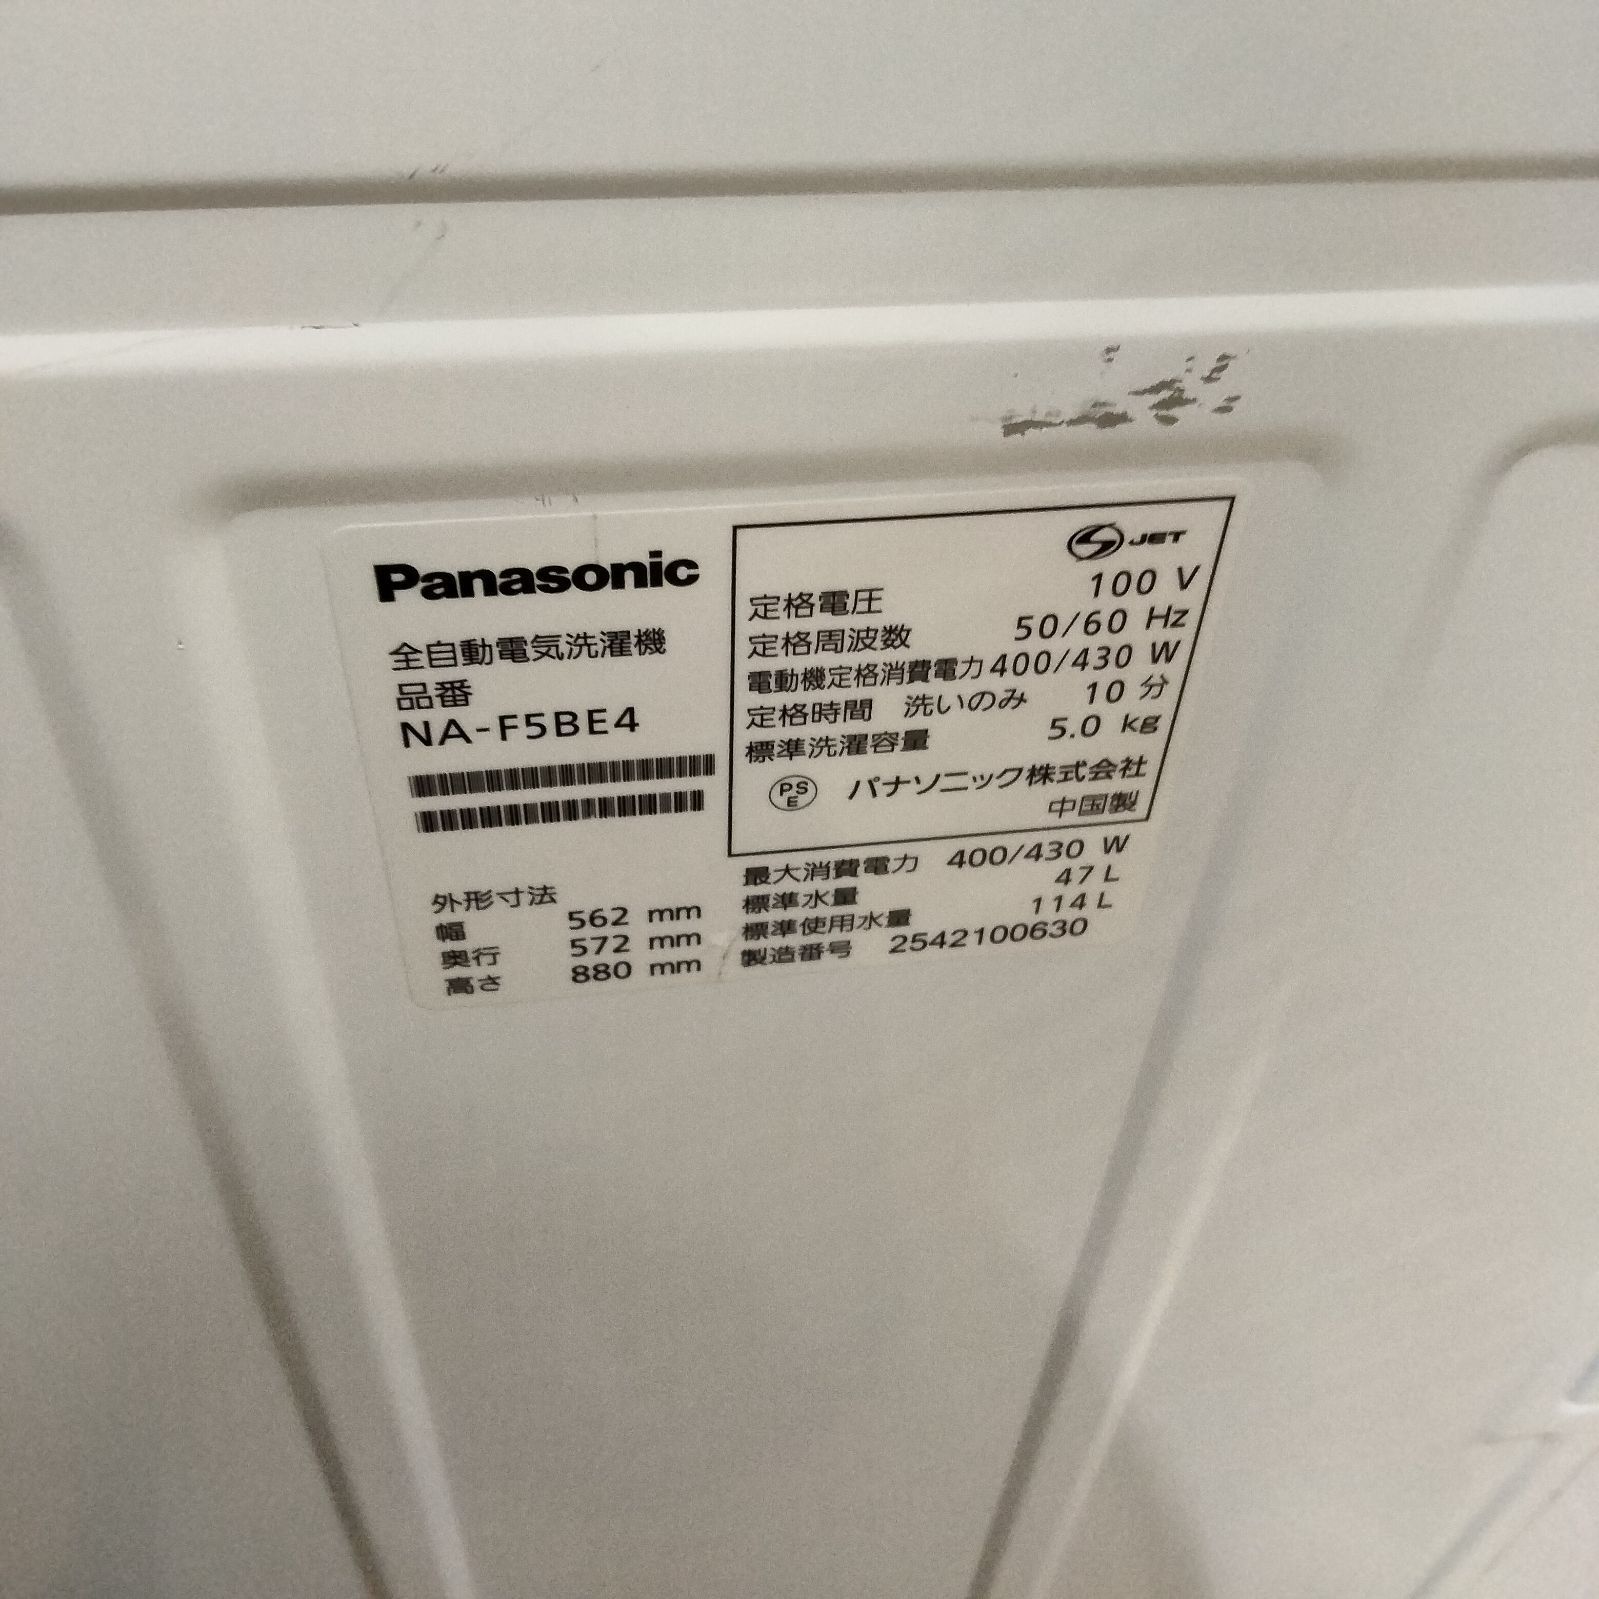 Panasonic
全自動電気洗濯機
品番
NA-F5BE4
外形寸法
幅 562 mm
奥行 572 mm
高さ 880 mm
S JET
定格電圧 100 V
定格周波数 50/60 Hz
電動機定格消費電力 400/430 W
定格時間 洗いのみ 10 分
標準洗濯容量 5.0 kg
PS E パナソニック株式会社
中国製
最大消費電力 400/430 W
標準水量 47 L
標準使用水量 114 L
製造番号 2542100630